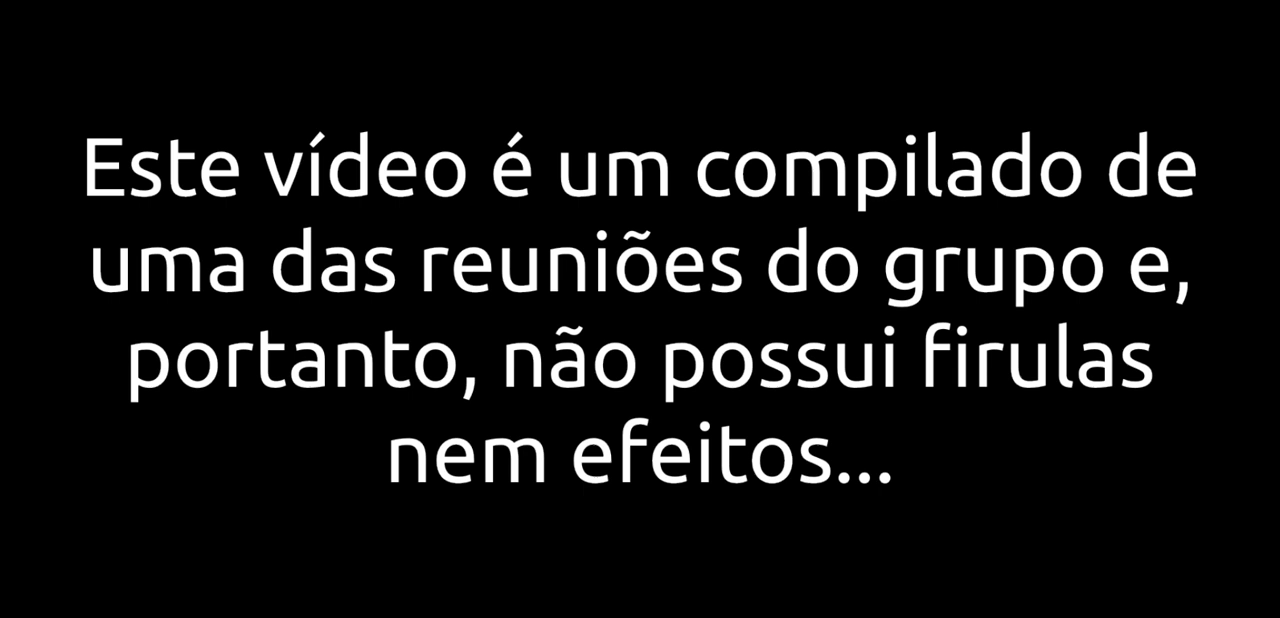 Este vídeo é um compilado de
uma das reuniões do grupo e,
portanto, não possui firulas
nem efeitos...